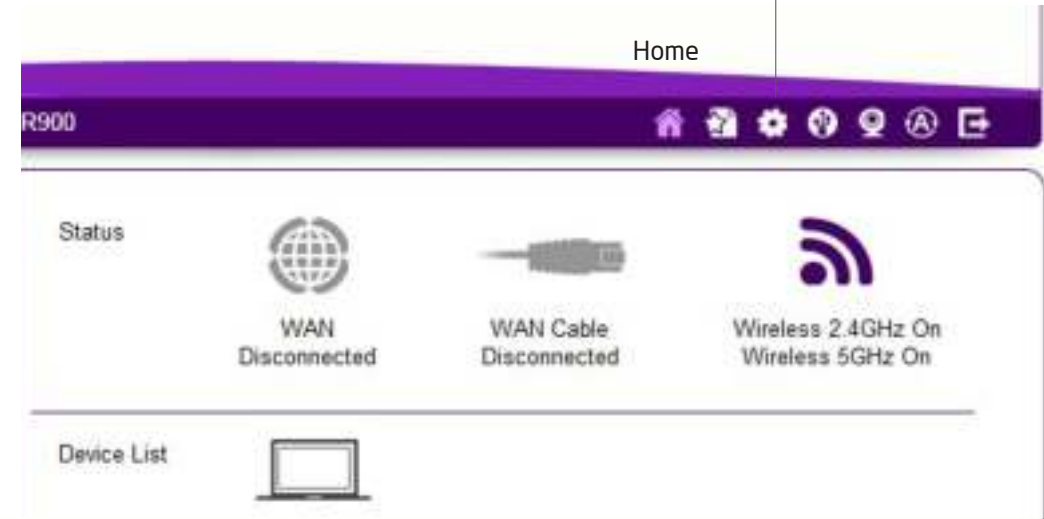 Home
R900
Status
WAN
Disconnected
WAN Cable
Disconnected
Wireless 2.4GHz On
Wireless 5GHz On
Device List